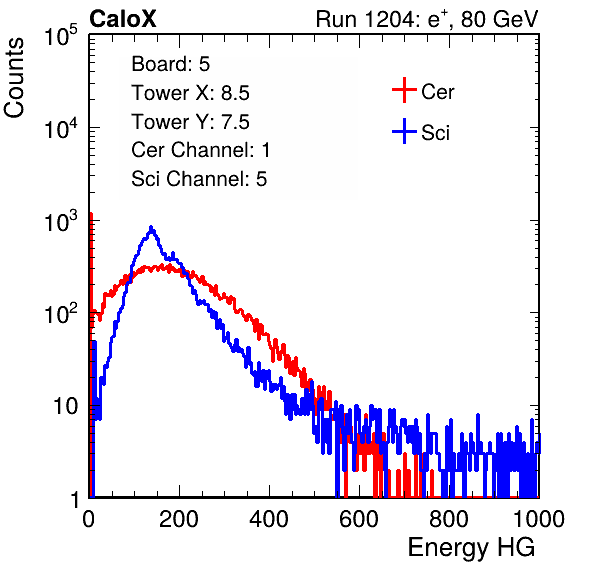 CaloX Run 1204: e⁺, 80 GeV
Counts
Board: 5
Tower X: 8.5
Tower Y: 7.5
Cer Channel: 1
Sci Channel: 5
Cer
Sci
10⁵
10⁴
10³
10²
10
1
0 200 400 600 800 1000
Energy HG